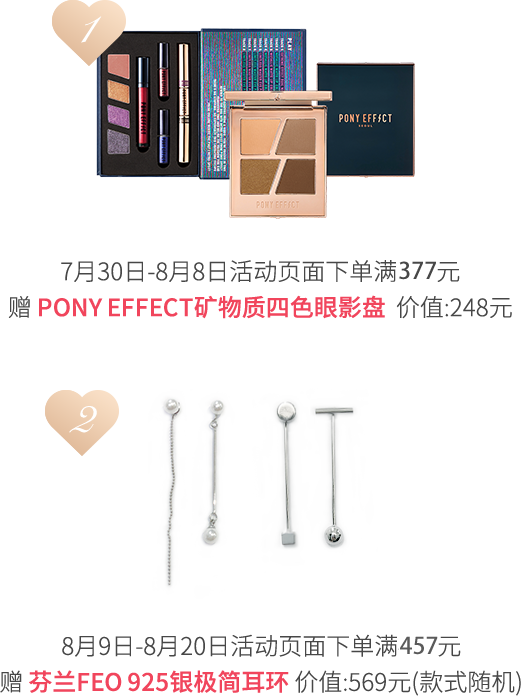 1
PLAY
PONY EFFECT
SEOUL
PONY EFFECT
7月30日-8月8日活动页面下单满377元
赠 PONY EFFECT矿物质四色眼影盘 价值:248元
2
8月9日-8月20日活动页面下单满457元
赠 芬兰FEO 925银极简耳环 价值:569元(款式随机)